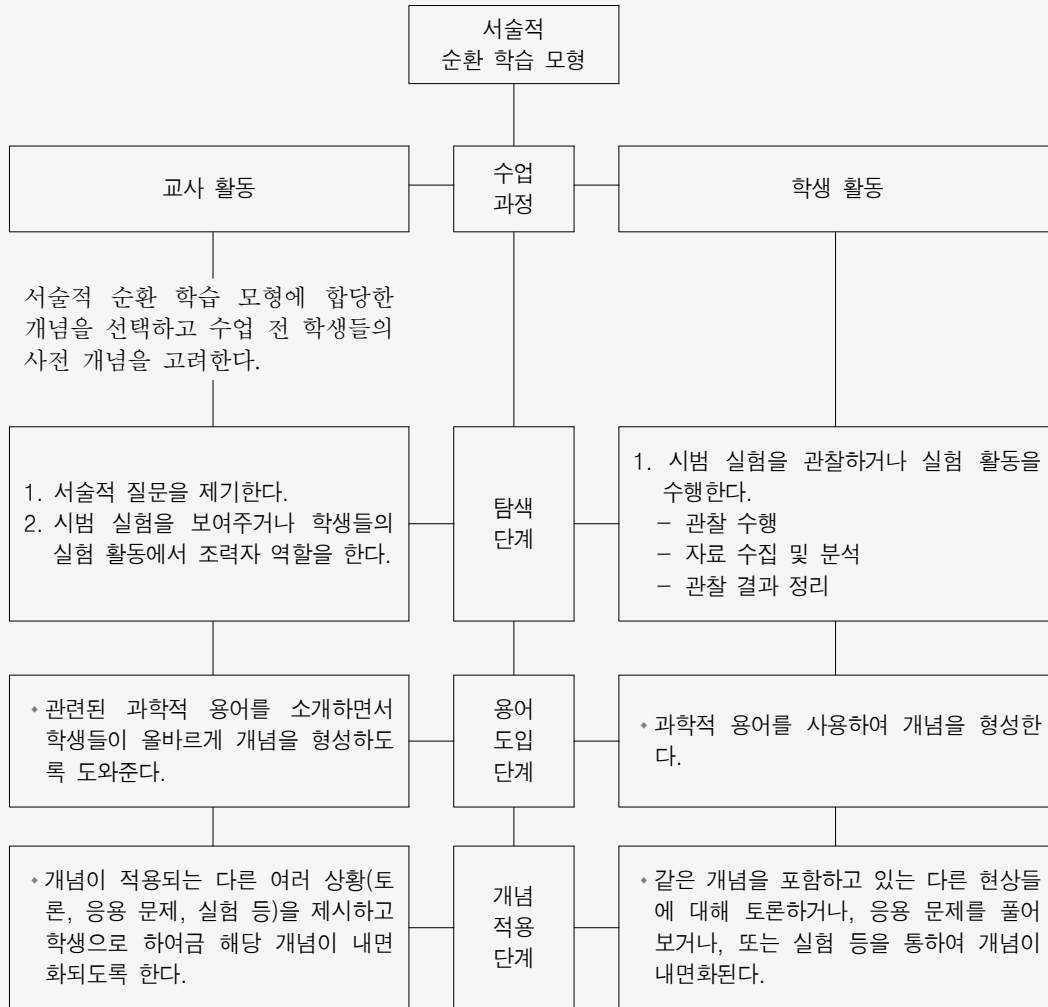 서술적
순환 학습 모형
교사 활동
수업
과정
학생 활동
서술적 순환 학습 모형에 합당한
개념을 선택하고 수업 전 학생들의
사전 개념을 고려한다.
1. 서술적 질문을 제기한다.
2. 시범 실험을 보여주거나 학생들의
실험 활동에서 조력자 역할을 한다.
탐색
단계
1. 시범 실험을 관찰하거나 실험 활동을
수행한다.
- 관찰 수행
- 자료 수집 및 분석
- 관찰 결과 정리
• 관련된 과학적 용어를 소개하면서
학생들이 올바르게 개념을 형성하도
록 도와준다.
용어
도입
단계
• 과학적 용어를 사용하여 개념을 형성한
다.
• 개념이 적용되는 다른 여러 상황(토
론, 응용 문제, 실험 등)을 제시하고
학생으로 하여금 해당 개념이 내면
화되도록 한다.
개념
적용
단계
• 같은 개념을 포함하고 있는 다른 현상들
에 대해 토론하거나, 응용 문제를 풀어
보거나, 또는 실험 등을 통하여 개념이
내면화된다.